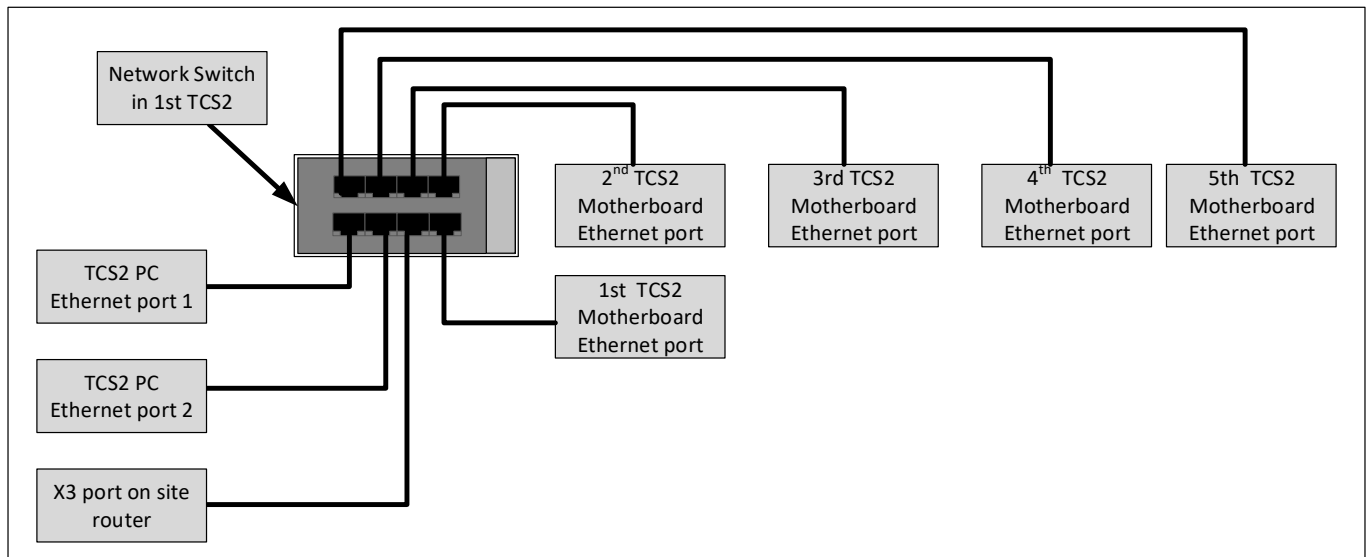 Network Switch
in 1st TCS2
2nd TCS2
Motherboard
Ethernet port
3rd TCS2
Motherboard
Ethernet port
4th TCS2
Motherboard
Ethernet port
5th TCS2
Motherboard
Ethernet port
TCS2 PC
Ethernet port 1
1st TCS2
Motherboard
Ethernet port
TCS2 PC
Ethernet port 2
X3 port on site
router